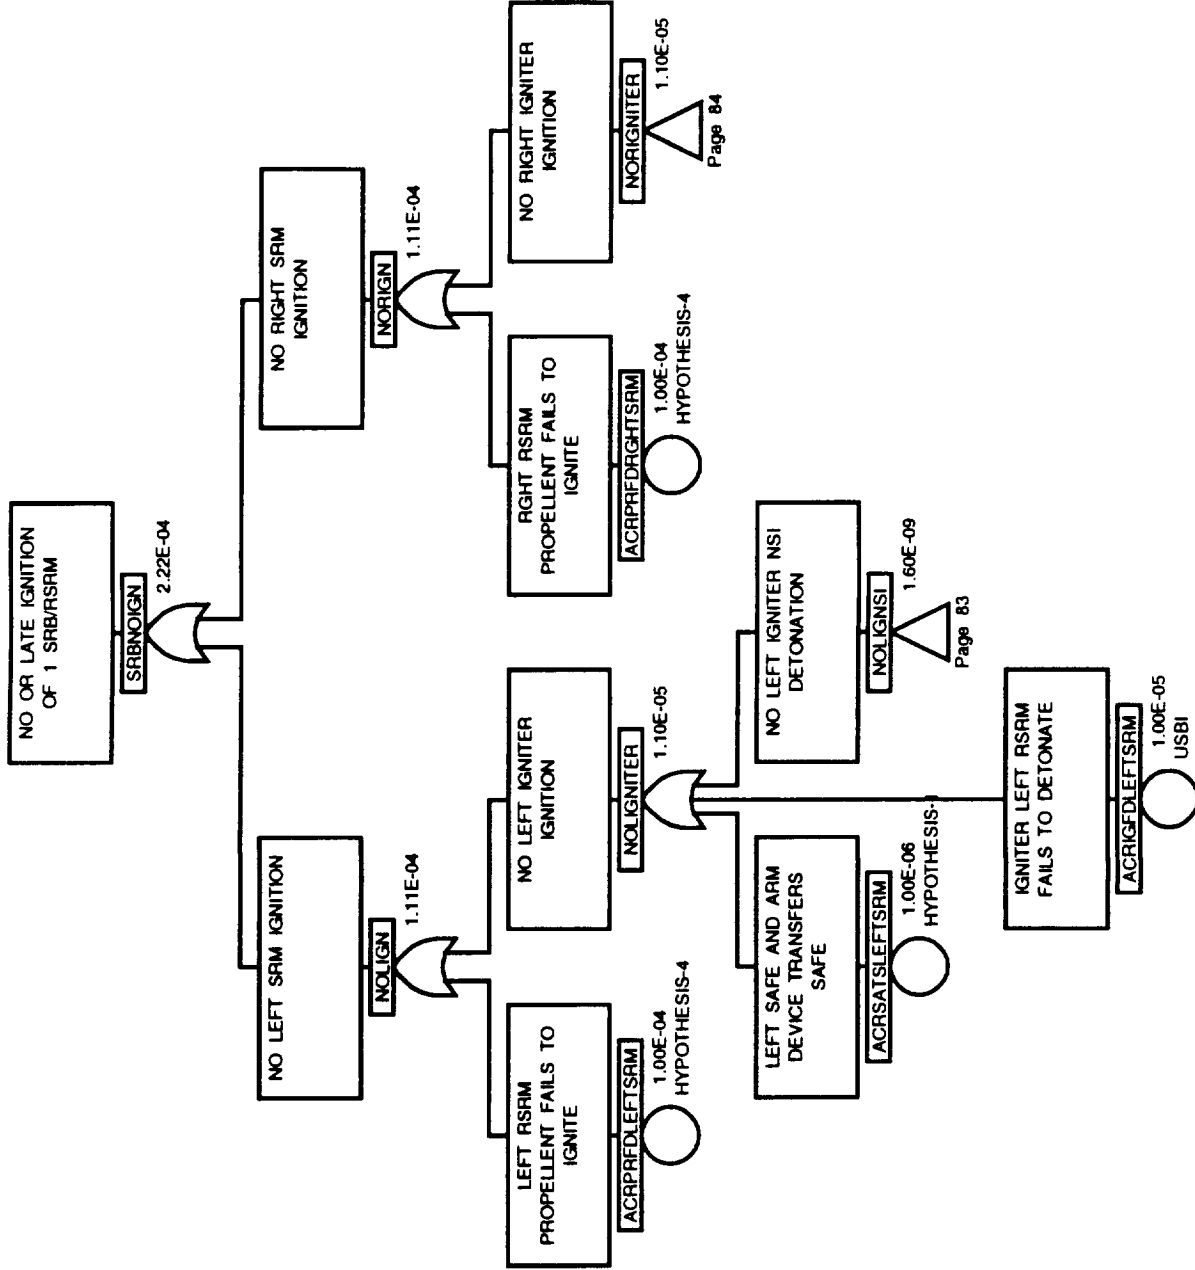 NO OR LATE IGNITION
OF 1 SRB/RSRM
SRBNOIGN
2.22E-04
NO LEFT SRM IGNITION
NOLIGN
1.11E-04
NO RIGHT SRM
IGNITION
NORIGN
1.11E-04
LEFT RSRM
PROPELLENT FAILS TO
IGNITE
ACRPRFDLEFTSRM
1.00E-04
HYPOTHESIS-4
NO LEFT IGNITER
IGNITION
NOLIGNITER
1.10E-05
RGHT RSRM
PROPELLENT FAILS TO
IGNITE
ACRPRFDRGHTSRM
1.00E-04
HYPOTHESIS-4
NO RIGHT IGNITER
IGNITION
NORIGNITER
1.10E-05
Page 84
LEFT SAFE AND ARM
DEVICE TRANSFERS
SAFE
ACRSATSLEFTSRM
1.00E-06
HYPOTHESIS-
NO LEFT IGNITER NSI
DETONATION
NOLIGNSI
1.60E-09
Page 83
IGNITER LEFT RSRM
FAILS TO DETONATE
ACRIGFDLEFTSRM
1.00E-05
USBI